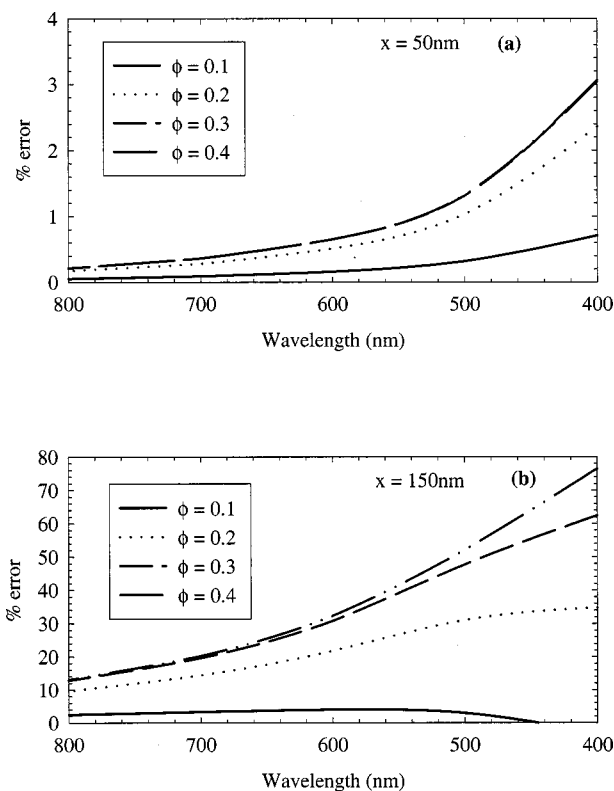 x = 50nm (a)
ϕ = 0.1
ϕ = 0.2
ϕ = 0.3
ϕ = 0.4
4
3
2
1
0
% error
800 700 600 500 400
Wavelength (nm)
x = 150nm (b)
ϕ = 0.1
ϕ = 0.2
ϕ = 0.3
ϕ = 0.4
80
70
60
50
40
30
20
10
0
% error
800 700 600 500 400
Wavelength (nm)